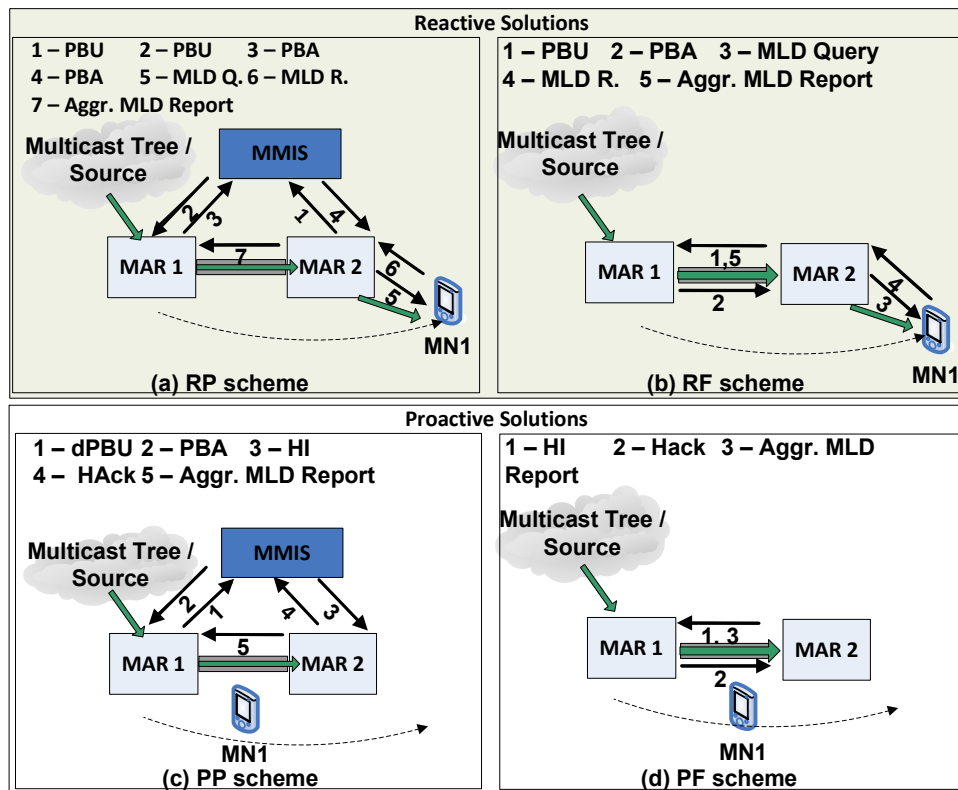 Reactive Solutions
1 – PBU 2 – PBU 3 – PBA
4 – PBA 5 – MLD Q. 6 – MLD R.
7 – Aggr. MLD Report
Multicast Tree /
Source
MMIS
2
3
1
4
MAR 1
7
MAR 2
6
5
MN1
(a) RP scheme
1 – PBU 2 – PBA 3 – MLD Query
4 – MLD R. 5 – Aggr. MLD Report
Multicast Tree /
Source
MAR 1
1,5
2
MAR 2
4
3
MN1
(b) RF scheme
Proactive Solutions
1 – dPBU 2 – PBA 3 – HI
4 – HAck 5 – Aggr. MLD Report
Multicast Tree /
Source
MMIS
2
1
4
3
MAR 1
5
MAR 2
MN1
(c) PP scheme
1 – HI 2 – Hack 3 – Aggr. MLD
Report
Multicast Tree /
Source
MAR 1
1, 3
2
MAR 2
MN1
(d) PF scheme